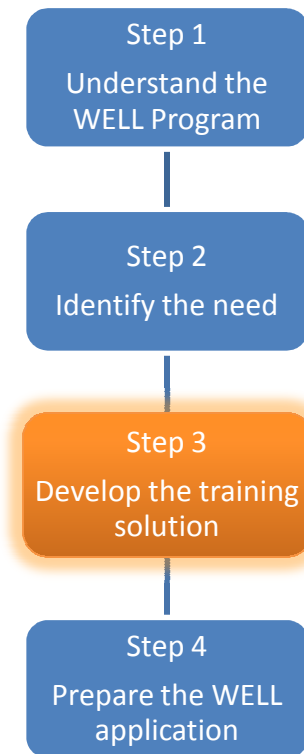 Step 1
Understand the
WELL Program
Step 2
Identify the need
Step 3
Develop the training
solution
Step 4
Prepare the WELL
application